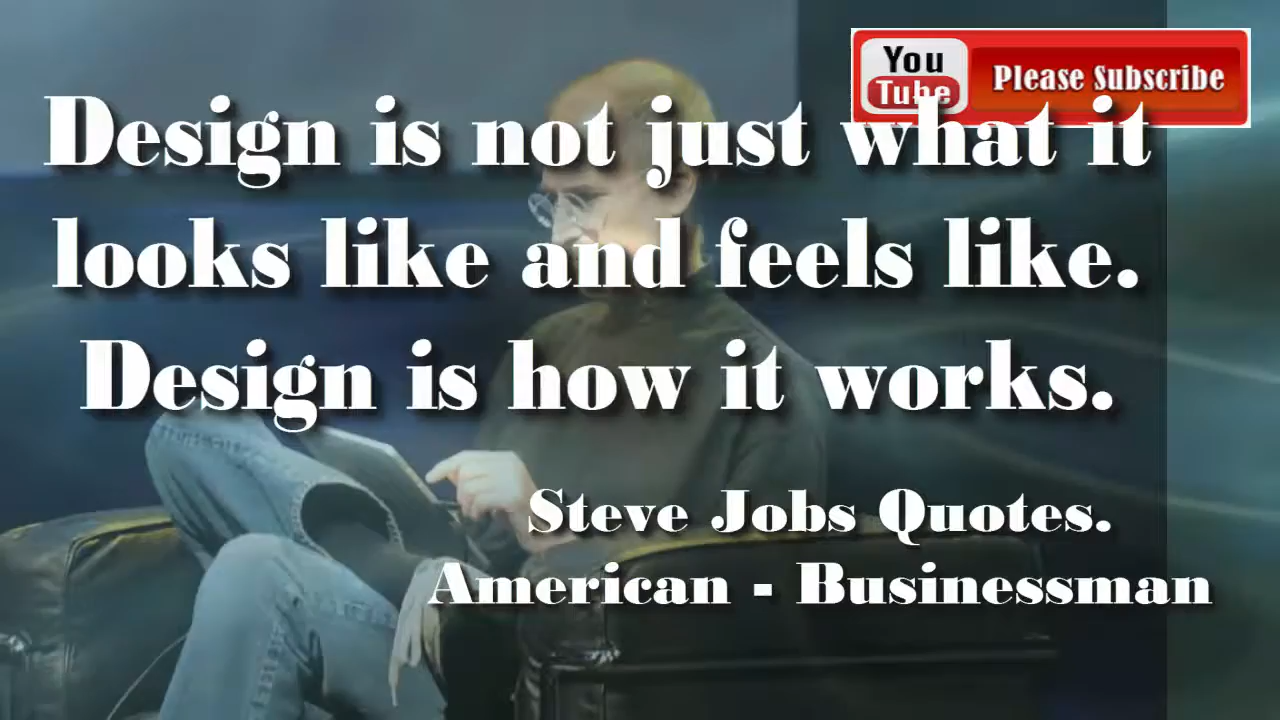 You
Tube
Please Subscribe
Design is not just what it
looks like and feels like.
Design is how it works.
Steve Jobs Quotes.
American - Businessman